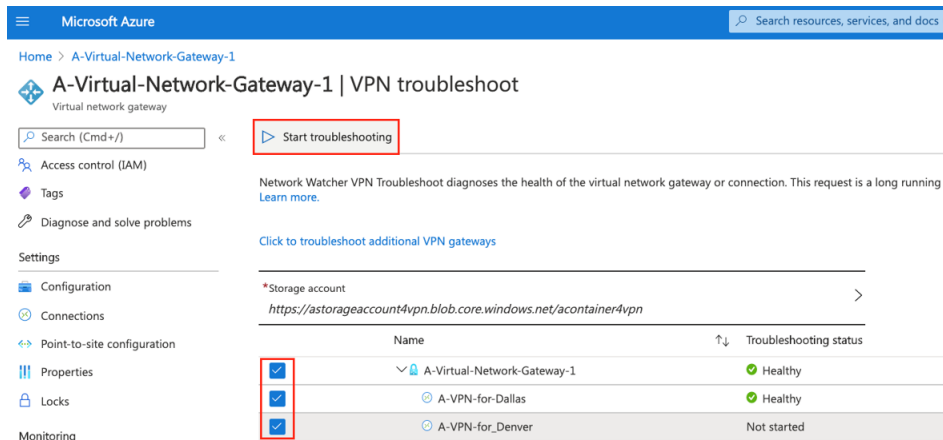 Microsoft Azure
Search resources, services, and docs
Home > A-Virtual-Network-Gateway-1
A-Virtual-Network-Gateway-1 | VPN troubleshoot
Virtual network gateway
Search (Cmd+/)
«
Access control (IAM)
Tags
Diagnose and solve problems
Settings
Configuration
Connections
Point-to-site configuration
Properties
Locks
Monitoring
Start troubleshooting
Network Watcher VPN Troubleshoot diagnoses the health of the virtual network gateway or connection. This request is a long running
Learn more.
Click to troubleshoot additional VPN gateways
*Storage account
https://astorageaccount4vpn.blob.core.windows.net/acontainer4vpn
Name ↑↓ Troubleshooting status
A-Virtual-Network-Gateway-1 Healthy
A-VPN-for-Dallas Healthy
A-VPN-for_Denver Not started